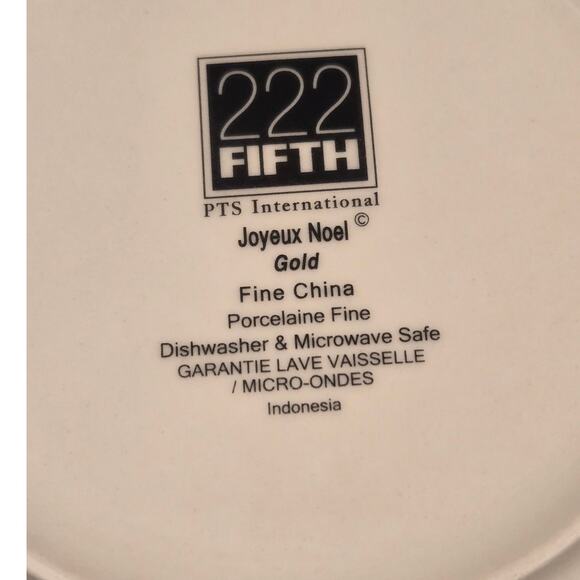 222
FIFTH
PTS International
Joyeux Noel ©
Gold
Fine China
Porcelaine Fine
Dishwasher & Microwave Safe
GARANTIE LAVE VAISSELLE
/ MICRO-ONDES
Indonesia